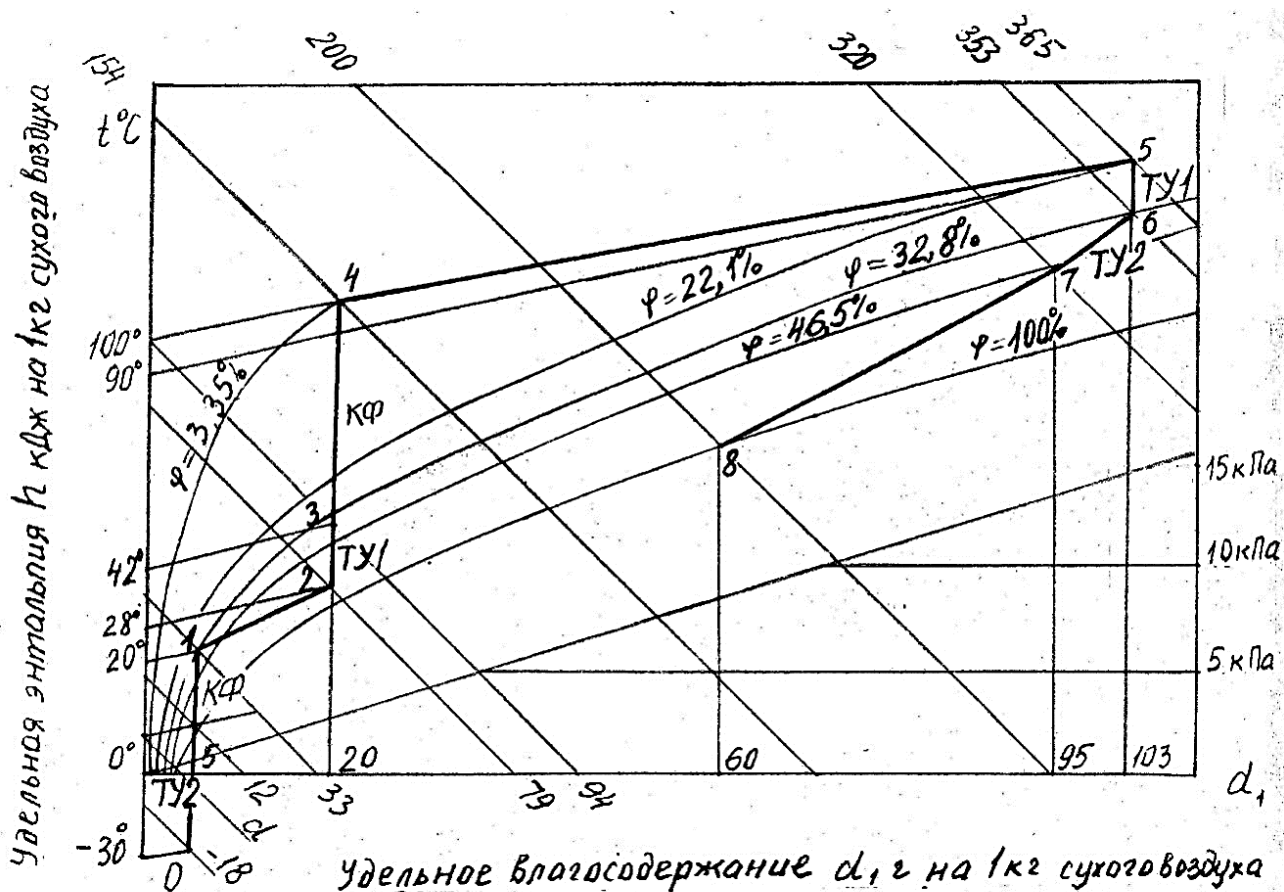 154
200
320
353
365
t°C
Удельная энтальпия h кДж на 1кг сухого воздуха
100°
90°
42°
28°
20°
0°
-30°
φ=3,35%
φ=22,1%
φ=32,8%
φ=46,5%
φ=100%
4
КФ
3
ТУ1
2
1
КФ
5
ТУ1
6
ТУ2
7
8
15кПа
10кПа
5кПа
ТУ2
5
20
60
95
103
12
33
79
94
d
d₁
0
-18
Удельное влагосодержание d, г на 1кг сухого воздуха